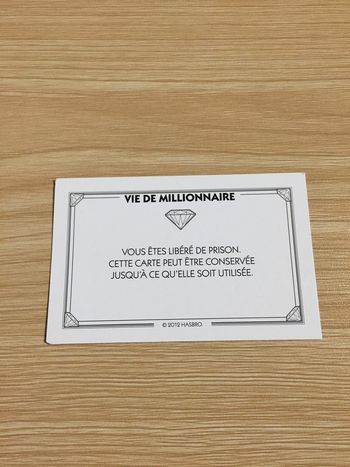 VIE DE MILLIONNAIRE
VOUS ÊTES LIBÉRÉ DE PRISON.
CETTE CARTE PEUT ÊTRE CONSERVÉE
JUSQU'À CE QU'ELLE SOIT UTILISÉE.
© 2012 HASBRO.